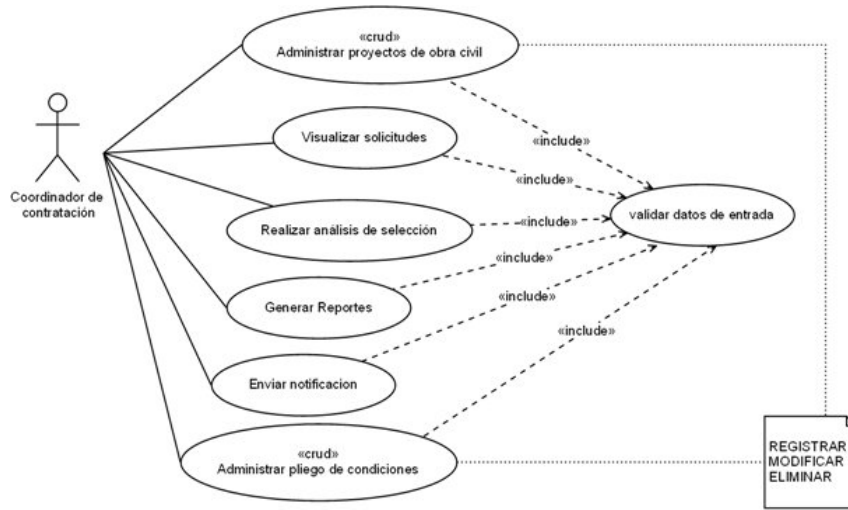 «crud»
Administrar proyectos de obra civil
Visualizar solicitudes
«include»
«include»
Coordinador de
contratación
validar datos de entrada
Realizar análisis de selección
«include»
«include»
Generar Reportes
«include»
«include»
Enviar notificacion
«crud»
Administrar pliego de condiciones
REGISTRAR
MODIFICAR
ELIMINAR